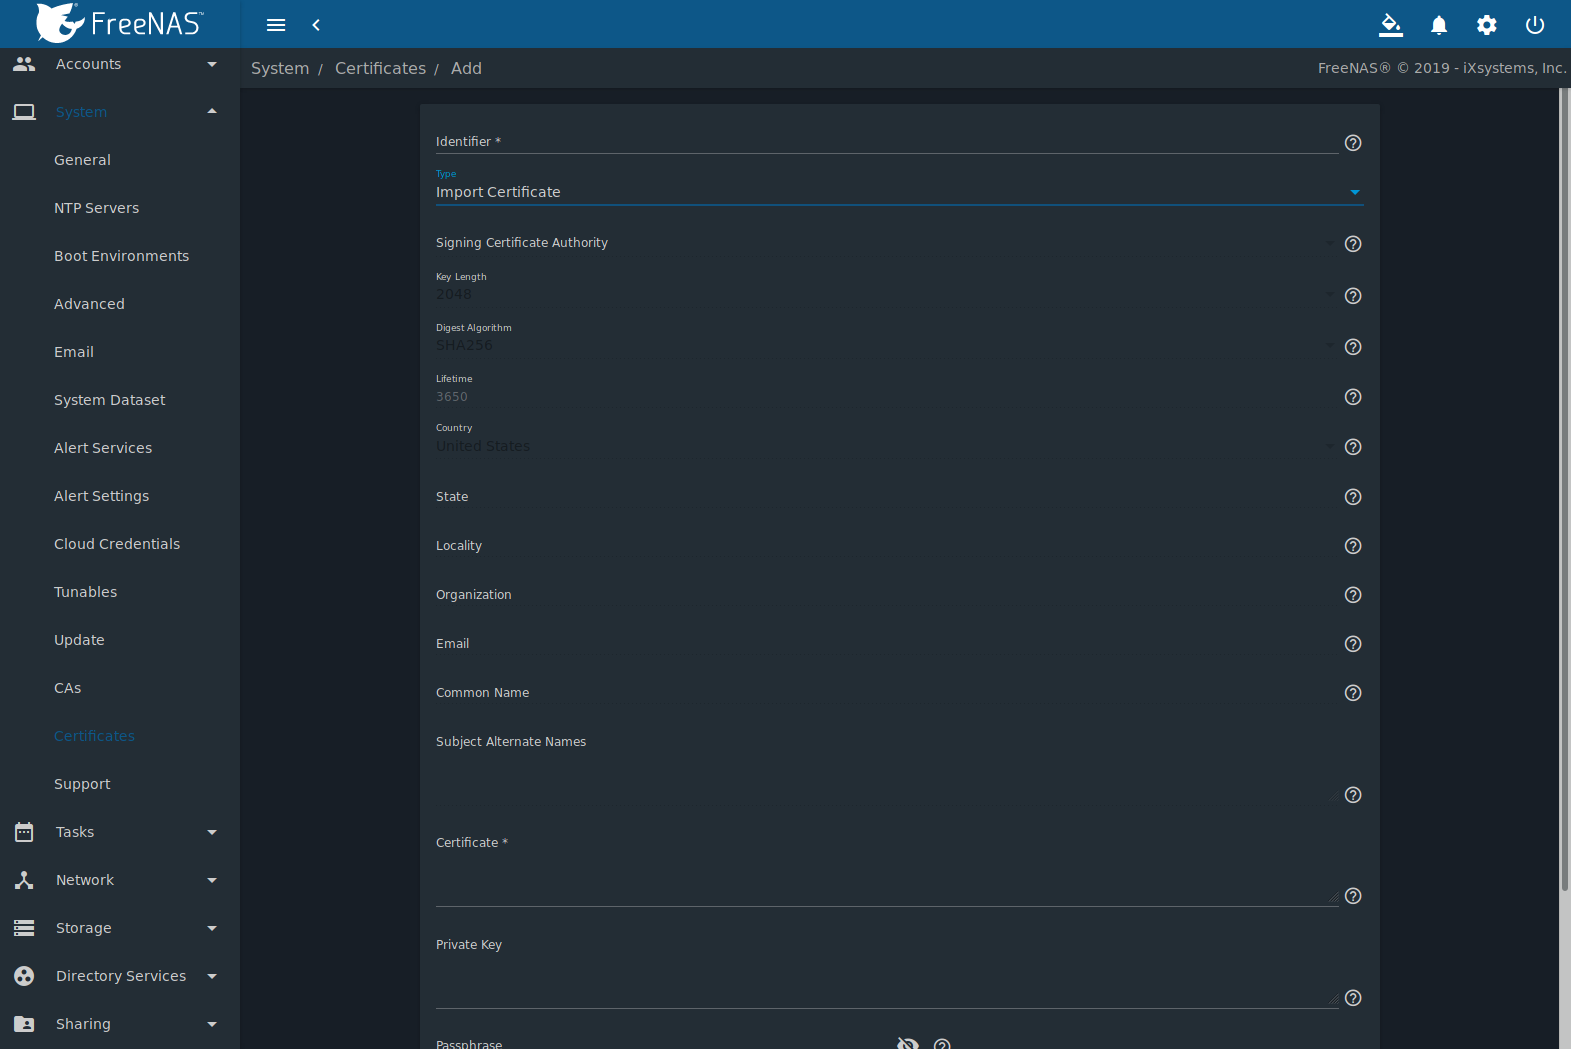 FreeNAS™
Accounts
System
General
NTP Servers
Boot Environments
Advanced
Email
System Dataset
Alert Services
Alert Settings
Cloud Credentials
Tunables
Update
CAs
Certificates
Support
Tasks
Network
Storage
Directory Services
Sharing
System / Certificates / Add
FreeNAS® © 2019 - iXsystems, Inc.
Identifier *
Type
Import Certificate
Signing Certificate Authority
Key Length
2048
Digest Algorithm
SHA256
Lifetime
3650
Country
United States
State
Locality
Organization
Email
Common Name
Subject Alternate Names
Certificate *
Private Key
Passphrase